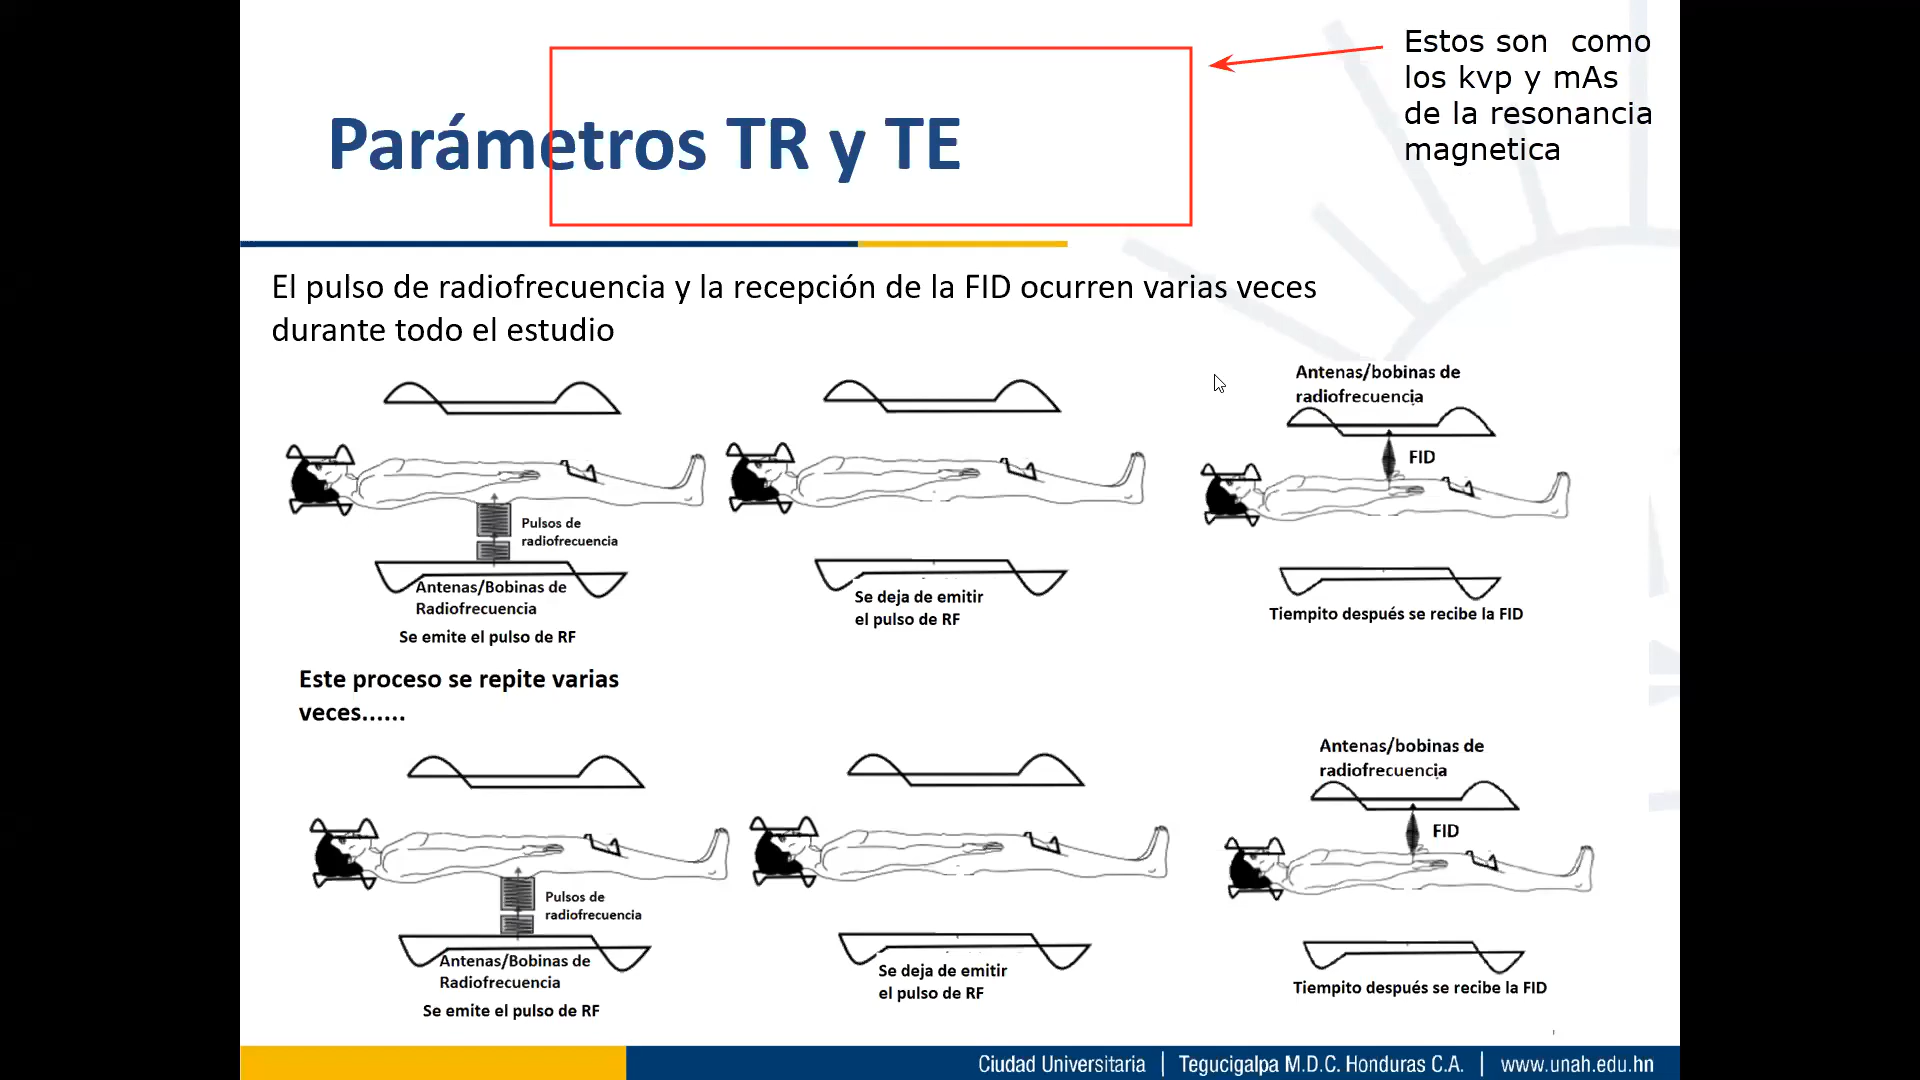 Estos son  como
los kvp y mAs
de la resonancia
magnetica
Parámetros TR y TE
El pulso de radiofrecuencia y la recepción de la FID ocurren varias veces
durante todo el estudio
Pulsos de
radiofrecuencia
Antenas/Bobinas de
Radiofrecuencia
Se emite el pulso de RF
Se deja de emitir
el pulso de RF
Antenas/bobinas de
radiofrecuencia
FID
Tiempito después se recibe la FID
Este proceso se repite varias
veces......
Pulsos de
radiofrecuencia
Antenas/Bobinas de
Radiofrecuencia
Se emite el pulso de RF
Se deja de emitir
el pulso de RF
Antenas/bobinas de
radiofrecuencia
FID
Tiempito después se recibe la FID
Ciudad Universitaria | Tegucigalpa M.D.C. Honduras C.A. | www.unah.edu.hn